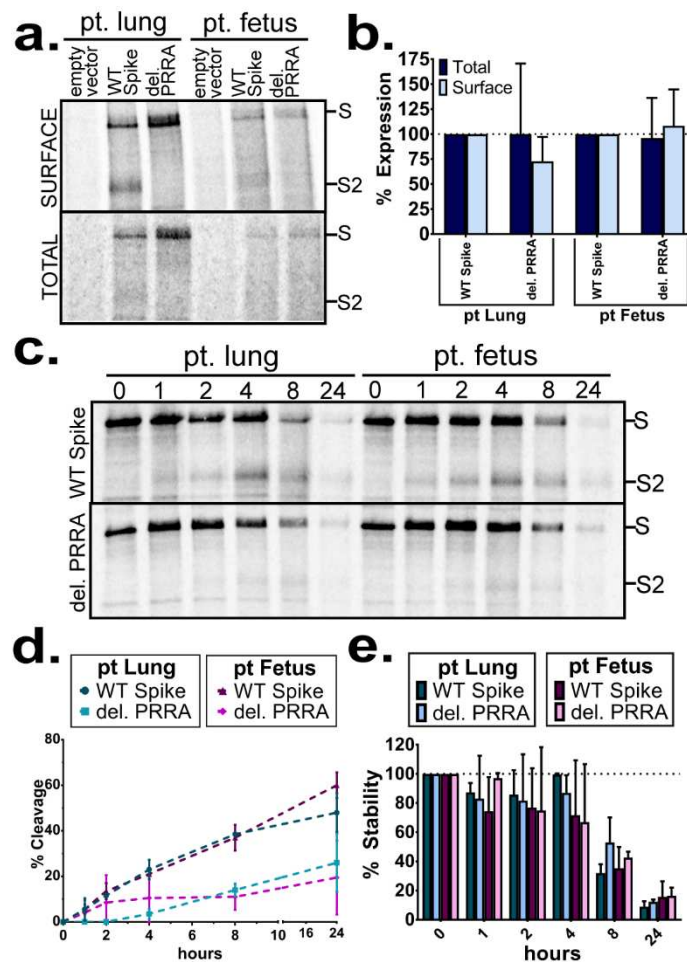 a.
pt. lung pt. fetus
empty vector WT Spike del. PRRA empty vector WT Spike del. PRRA
SURFACE
S
S2
TOTAL
S
S2
b.
% Expression
175
150
125
100
75
50
25
0
Total
Surface
WT Spike del. PRRA WT Spike del. PRRA
pt Lung pt Fetus
c.
pt. lung pt. fetus
0 1 2 4 8 24 0 1 2 4 8 24
WT Spike
S
S2
del. PRRA
S
S2
d.
pt Lung pt Fetus
WT Spike WT Spike
del. PRRA del. PRRA
% Cleavage
80
60
40
20
0
0 2 4 6 8 10 16 24
hours
e.
pt Lung pt Fetus
WT Spike WT Spike
del. PRRA del. PRRA
% Stability
120
100
80
60
40
20
0
0 1 2 4 8 24
hours